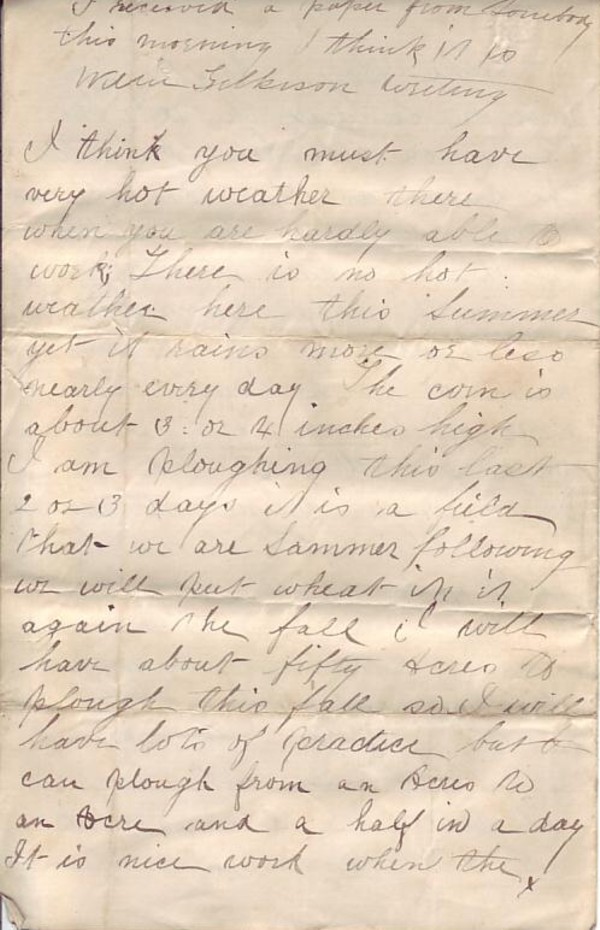 I received a paper from Somebody
this morning I think it is
Gilkison writing
I think you must have
very hot weather there
when you are hardly able to
work; There is no hot
weather here this Summer
yet it rains more or less
nearly every day The corn is
about 3 or 4 inches high
I am ploughing this last
2 or 3 days it is a field
that we are Sammer following
we will put wheat in it
again the fall i will
have about fifty Acres to
plough this fall so I will
have lots of practice but I
can plough from an Acres to
an Acre and a half in a day
It is nice work when the